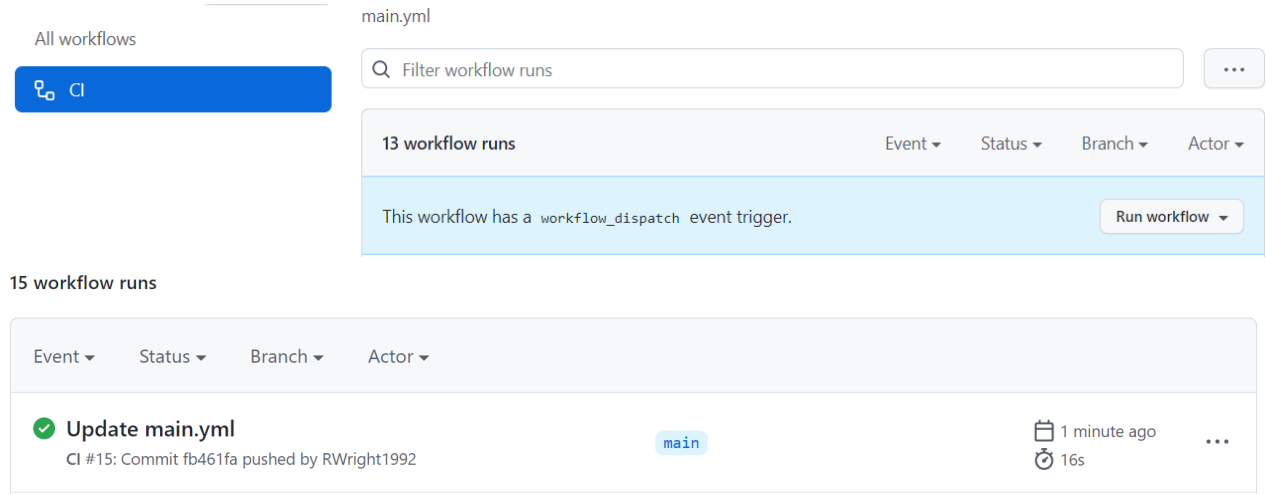 main.yml
All workflows
Filter workflow runs
CI
13 workflow runs Event Status Branch Actor
This workflow has a workflow_dispatch event trigger. Run workflow
15 workflow runs
Event Status Branch Actor
Update main.yml
main
1 minute ago
CI #15: Commit fb461fa pushed by RWright1992
16s